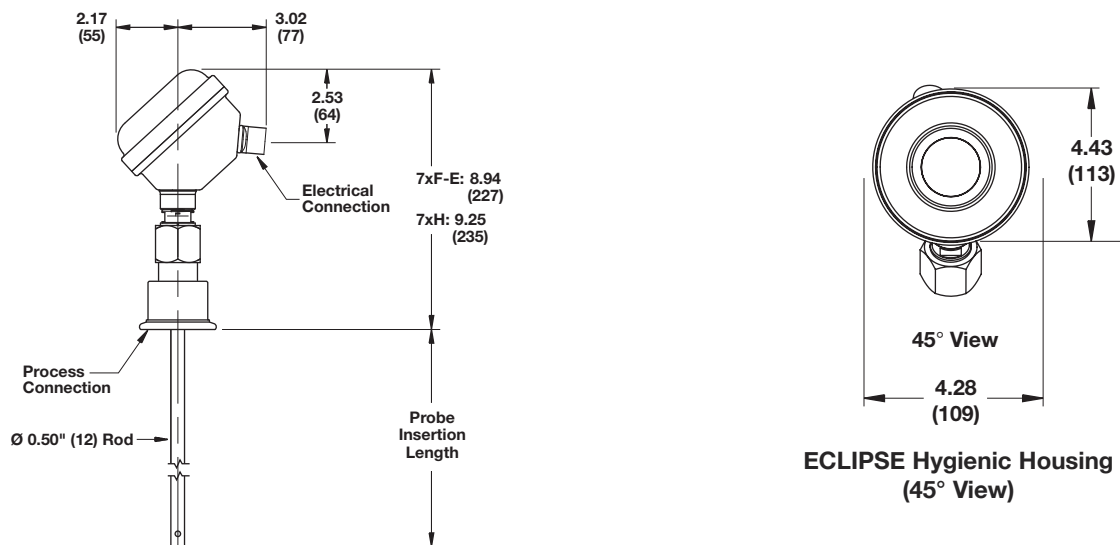 2.17
(55)
3.02
(77)
2.53
(64)
Electrical
Connection
7xF-E: 8.94
(227)
7xH: 9.25
(235)
Process
Connection
Ø 0.50" (12) Rod
Probe
Insertion
Length
4.43
(113)
45° View
4.28
(109)
ECLIPSE Hygienic Housing
(45° View)